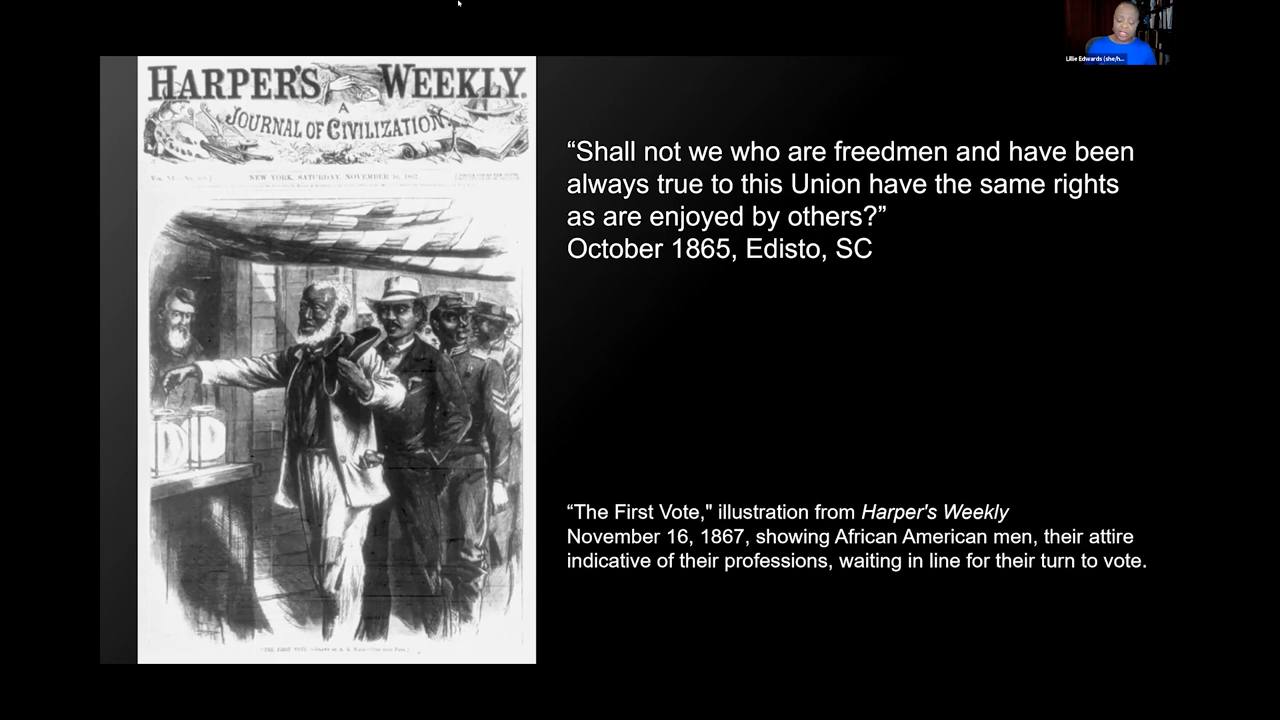 HARPER'S WEEKLY.
A
JOURNAL OF CIVILIZATION
NEW YORK, SATURDAY, NOVEMBER 16, 1867.
"THE FIRST VOTE."
“Shall not we who are freedmen and have been
always true to this Union have the same rights
as are enjoyed by others?”
October 1865, Edisto, SC
“The First Vote," illustration from Harper's Weekly
November 16, 1867, showing African American men, their attire
indicative of their professions, waiting in line for their turn to vote.
Lillie Edwards (she/h...